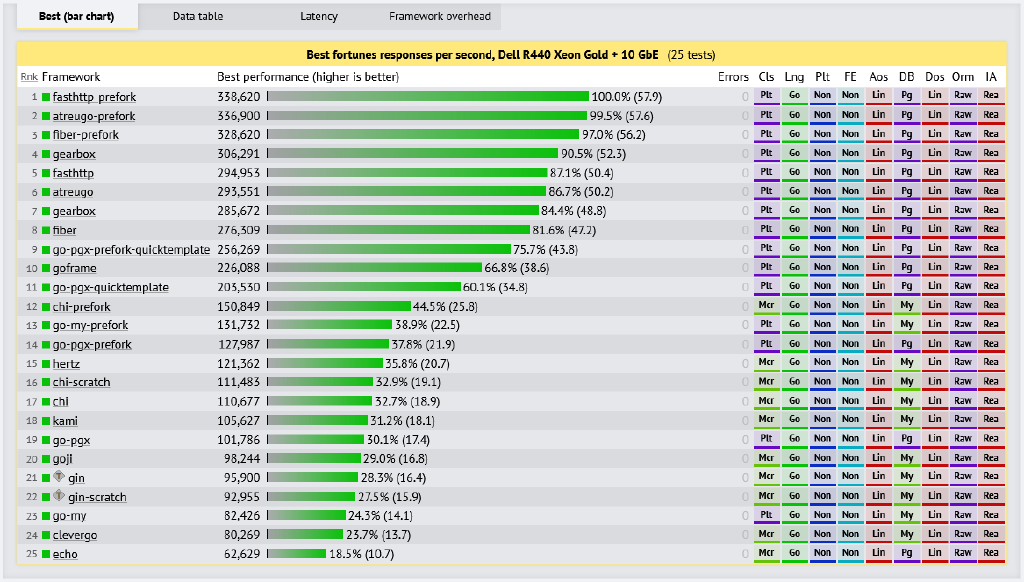 Best (bar chart) Data table Latency Framework overhead
Best fortunes responses per second, Dell R440 Xeon Gold + 10 GbE (25 tests)
Rnk Framework Best performance (higher is better) Errors Cls Lng Plt FE Aos DB Dos Orm IA
1 fasthttp-prefork 338,620 100.0% (57.9) 0 Plt Go Non Non Lin Pg Lin Raw Rea
2 atreugo-prefork 336,900 99.5% (57.6) 0 Plt Go Non Non Lin Pg Lin Raw Rea
3 fiber-prefork 328,620 97.0% (56.2) 0 Plt Go Non Non Lin Pg Lin Raw Rea
4 gearbox 306,291 90.5% (52.3) 0 Plt Go Non Non Lin Pg Lin Raw Rea
5 fasthttp 294,953 87.1% (50.4) 0 Plt Go Non Non Lin Pg Lin Raw Rea
6 atreugo 293,551 86.7% (50.2) 0 Plt Go Non Non Lin Pg Lin Raw Rea
7 gearbox 285,672 84.4% (48.8) 0 Plt Go Non Non Lin Pg Lin Raw Rea
8 fiber 276,309 81.6% (47.2) 0 Plt Go Non Non Lin Pg Lin Raw Rea
9 go-pgx-prefork-quicktemplate 256,269 75.7% (43.8) 0 Plt Go Non Non Lin Pg Lin Raw Rea
10 goframe 226,088 66.8% (38.6) 0 Plt Go Non Non Lin Pg Lin Raw Rea
11 go-pgx-quicktemplate 203,530 60.1% (34.8) 0 Plt Go Non Non Lin Pg Lin Raw Rea
12 chi-prefork 150,849 44.5% (25.8) 0 Mcr Go Non Non Lin My Lin Raw Rea
13 go-my-prefork 131,732 38.9% (22.5) 0 Plt Go Non Non Lin My Lin Raw Rea
14 go-pgx-prefork 127,987 37.8% (21.9) 0 Plt Go Non Non Lin Pg Lin Raw Rea
15 hertz 121,362 35.8% (20.7) 0 Mcr Go Non Non Lin My Lin Raw Rea
16 chi-scratch 111,483 32.9% (19.1) 0 Mcr Go Non Non Lin My Lin Raw Rea
17 chi 110,677 32.7% (18.9) 0 Mcr Go Non Non Lin My Lin Raw Rea
18 kami 105,627 31.2% (18.1) 0 Mcr Go Non Non Lin My Lin Raw Rea
19 go-pgx 101,786 30.1% (17.4) 0 Plt Go Non Non Lin Pg Lin Raw Rea
20 goji 98,244 29.0% (16.8) 0 Mcr Go Non Non Lin My Lin Raw Rea
21 gin 95,900 28.3% (16.4) 0 Mcr Go Non Non Lin My Lin Raw Rea
22 gin-scratch 92,955 27.5% (15.9) 0 Mcr Go Non Non Lin My Lin Raw Rea
23 go-my 82,426 24.3% (14.1) 0 Plt Go Non Non Lin My Lin Raw Rea
24 clevergo 80,269 23.7% (13.7) 0 Mcr Go Non Non Lin My Lin Raw Rea
25 echo 62,629 18.5% (10.7) 0 Mcr Go Non Non Lin Pg Lin Raw Rea